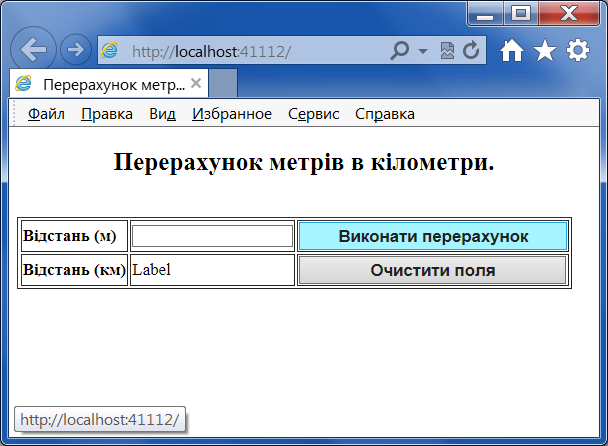 http://localhost:41112/
Перерахунок метр...
Файл Правка Вид Избранное Сервис Справка
Перерахунок метрів в кілометри.
Відстань (м) Виконати перерахунок
Відстань (км) Label Очистити поля
http://localhost:41112/